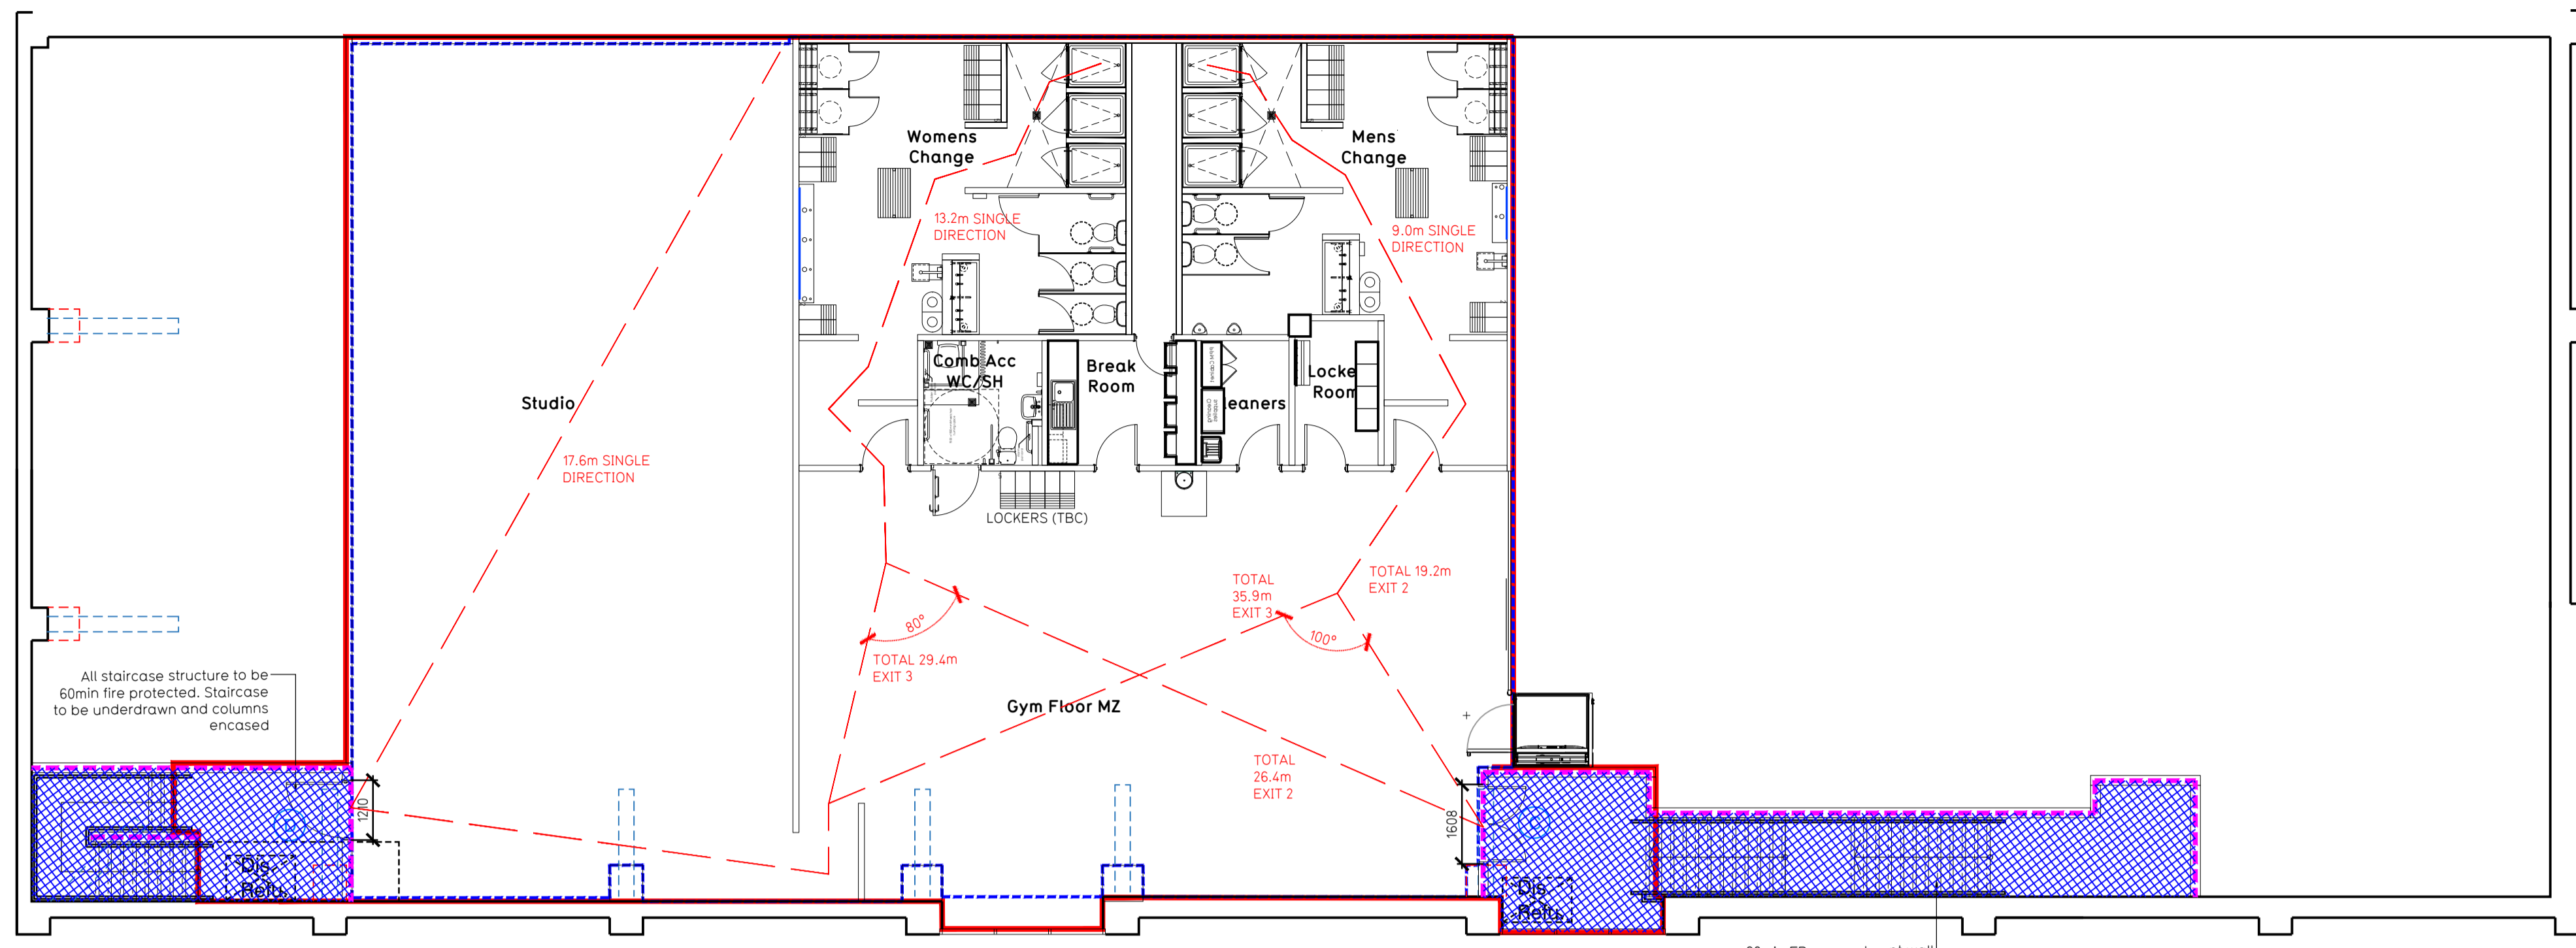 Womens
Change
Mens
Change
13.2m SINGLE
DIRECTION
9.0m SINGLE
DIRECTION
Comb Acc
WC/SH
Break
Room
Locke
Room
eaners
Studio
17.6m SINGLE
DIRECTION
LOCKERS (TBC)
TOTAL
35.9m
EXIT 3
TOTAL 19.2m
EXIT 2
80°
100°
TOTAL 29.4m
EXIT 3
All staircase structure to be
60min fire protected. Staircase
to be underdrawn and columns
encased
Gym Floor MZ
TOTAL
26.4m
EXIT 2
1210
1608
Dis
Refu
Dis
Refu